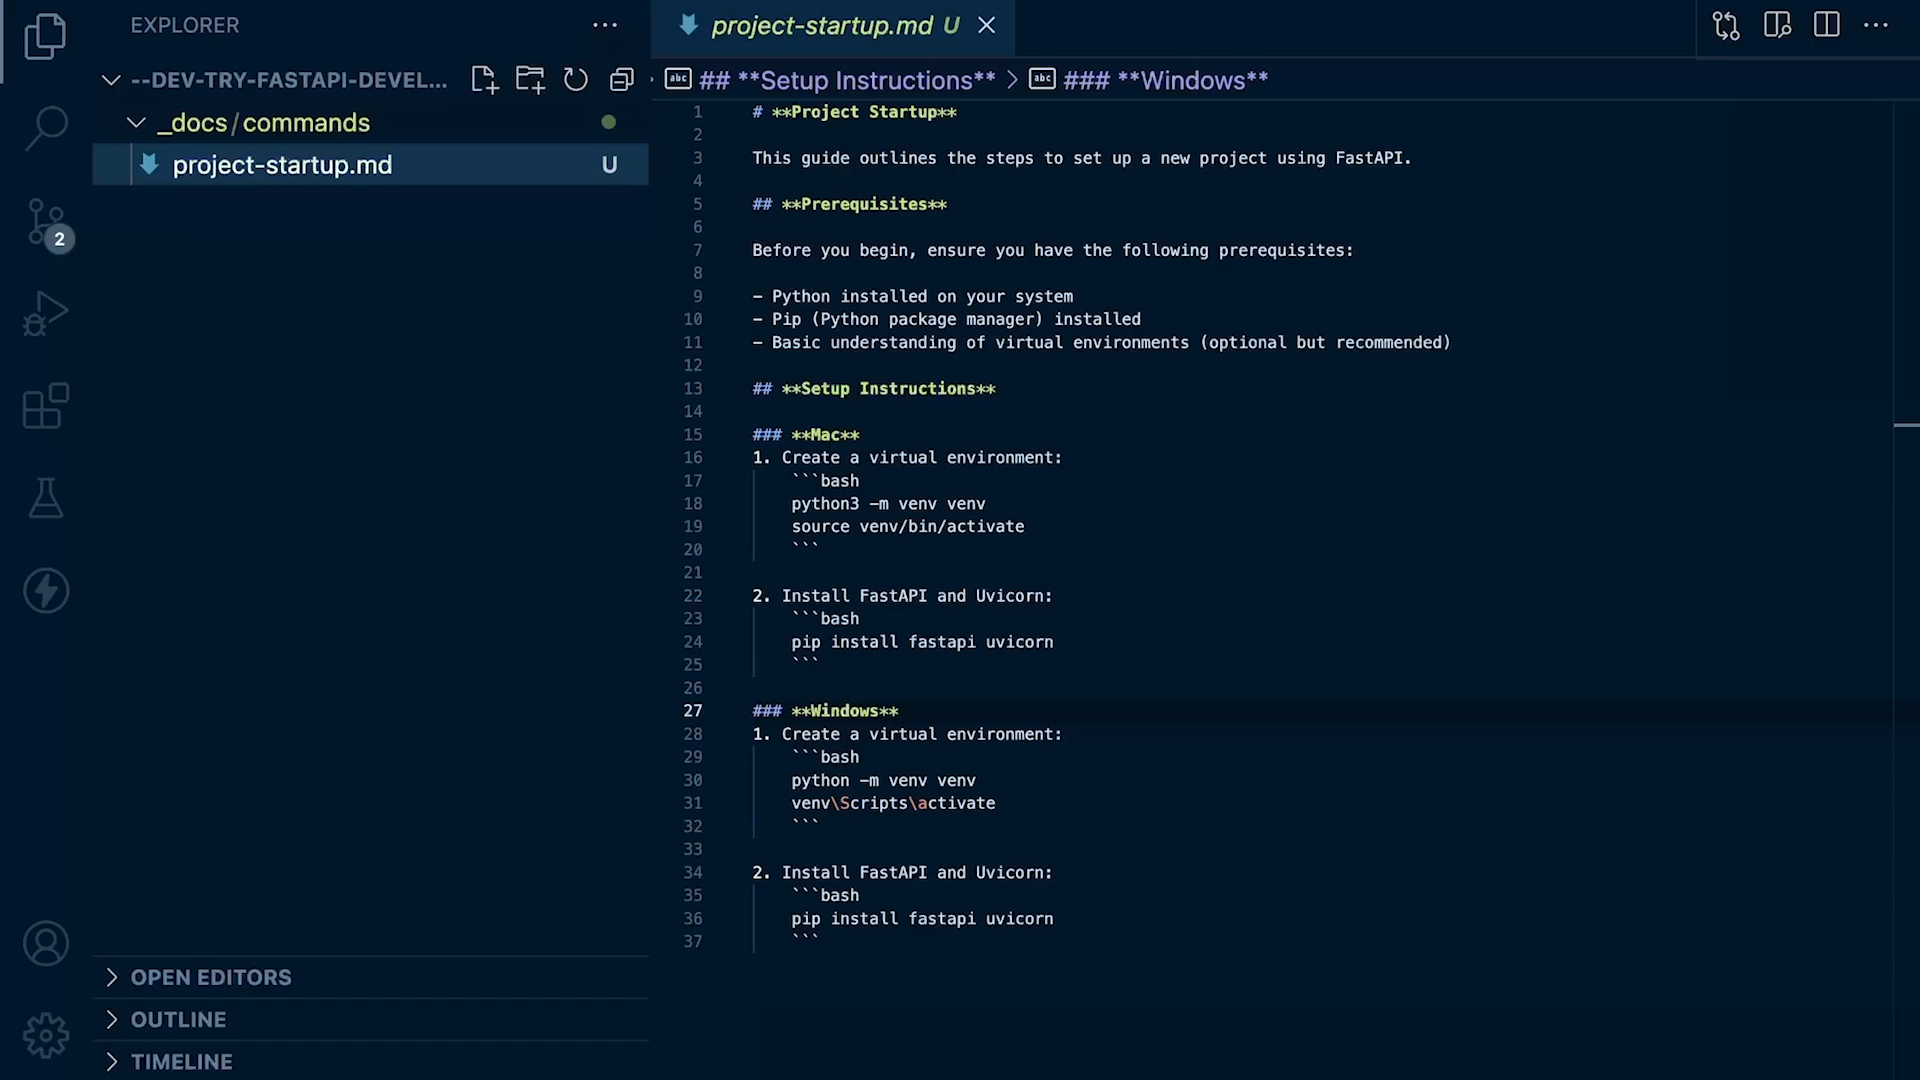 EXPLORER
--DEV-TRY-FASTAPI-DEVEL...
_docs/commands
project-startup.md U
OPEN EDITORS
OUTLINE
TIMELINE
2
project-startup.md U
## **Setup Instructions** > ### **Windows**
1 # **Project Startup**
2
3 This guide outlines the steps to set up a new project using FastAPI.
4
5 ## **Prerequisites**
6
7 Before you begin, ensure you have the following prerequisites:
8
9 - Python installed on your system
10 - Pip (Python package manager) installed
11 - Basic understanding of virtual environments (optional but recommended)
12
13 ## **Setup Instructions**
14
15 ### **Mac**
16 1. Create a virtual environment:
17 ```bash
18 python3 -m venv venv
19 source venv/bin/activate
20 ```
21
22 2. Install FastAPI and Uvicorn:
23 ```bash
24 pip install fastapi uvicorn
25 ```
26
27 ### **Windows**
28 1. Create a virtual environment:
29 ```bash
30 python -m venv venv
31 venv\Scripts\activate
32 ```
33
34 2. Install FastAPI and Uvicorn:
35 ```bash
36 pip install fastapi uvicorn
37 ```